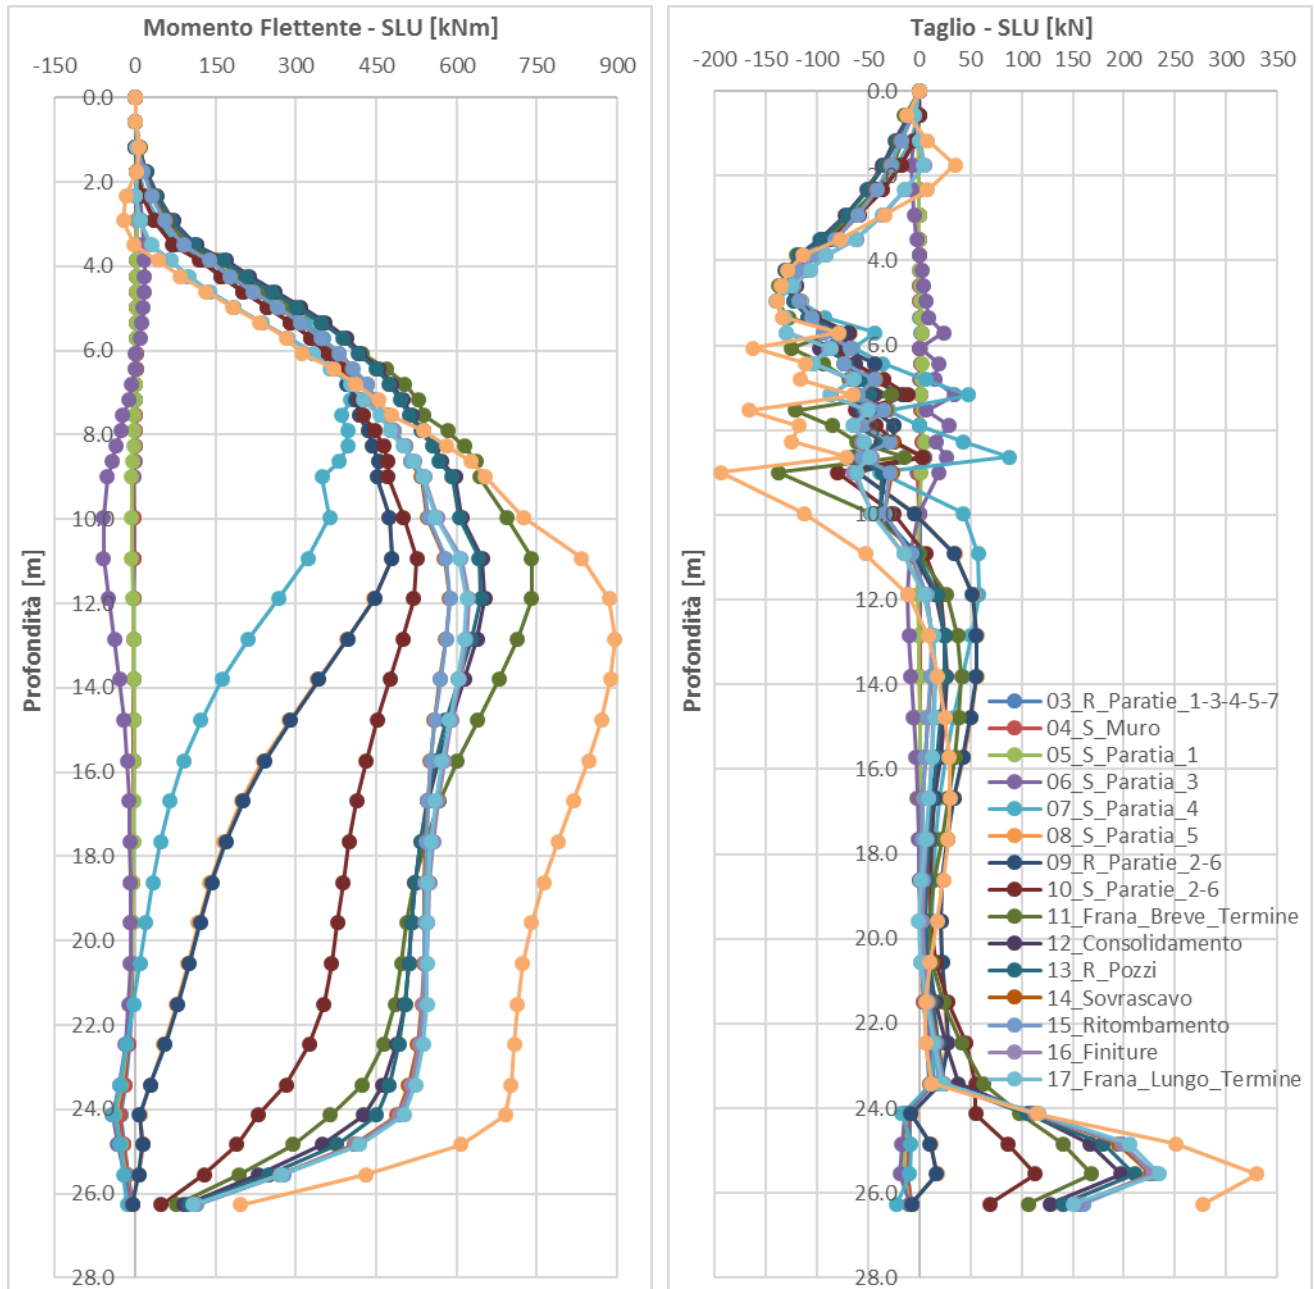 Momento Flettente - SLU [kNm]
-150 0 150 300 450 600 750 900
0.0
2.0
4.0
6.0
8.0
10.0
12.0
14.0
16.0
18.0
20.0
22.0
24.0
26.0
28.0
Profondità [m]
Taglio - SLU [kN]
-200 -150 -100 -50 0 50 100 150 200 250 300 350
0.0
4.0
6.0
8.0
10.0
12.0
14.0
16.0
18.0
20.0
22.0
24.0
26.0
28.0
Profondità [m]
03_R_Paratie_1-3-4-5-7
04_S_Muro
05_S_Paratia_1
06_S_Paratia_3
07_S_Paratia_4
08_S_Paratia_5
09_R_Paratie_2-6
10_S_Paratie_2-6
11_Frana_Breve_Termine
12_Consolidamento
13_R_Pozzi
14_Sovrascavo
15_Ritombamento
16_Finiture
17_Frana_Lungo_Termine